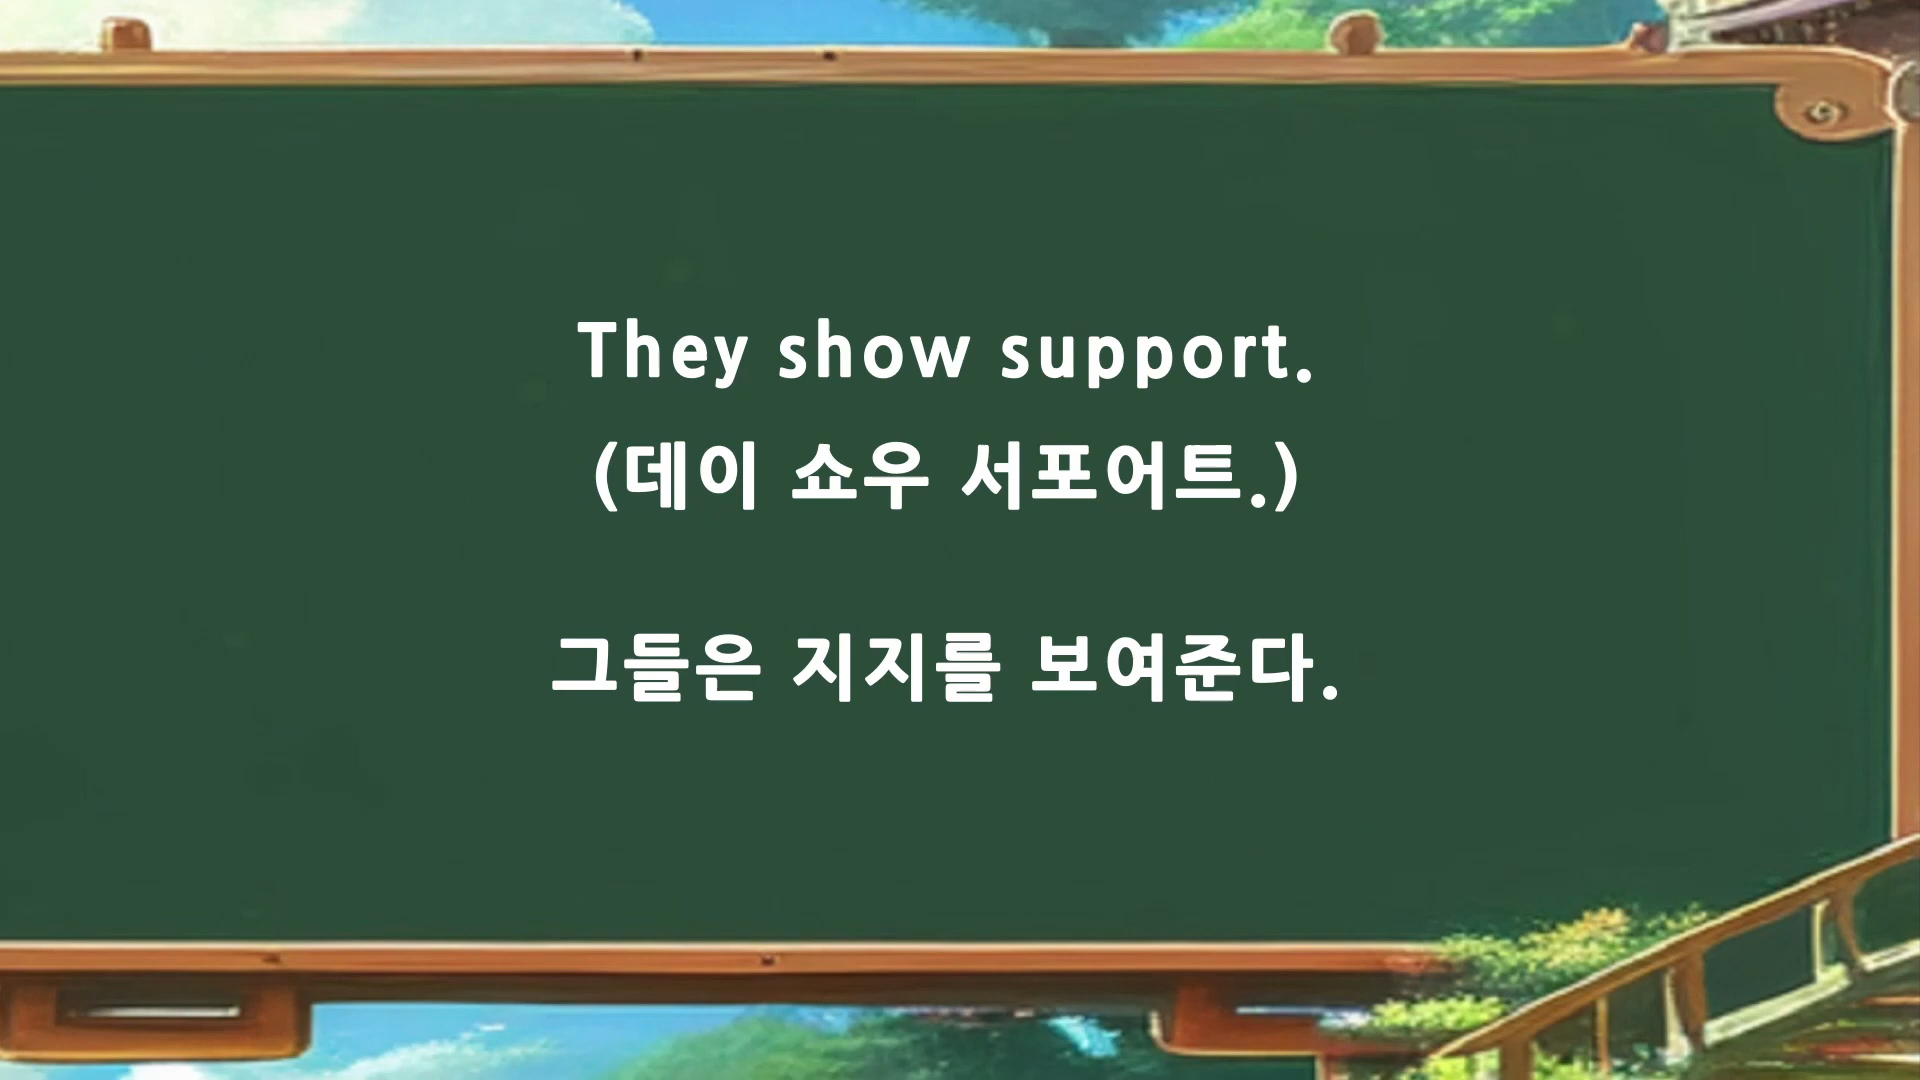 They show support.
(데이 쇼우 서포어트.)
그들은 지지를 보여준다.